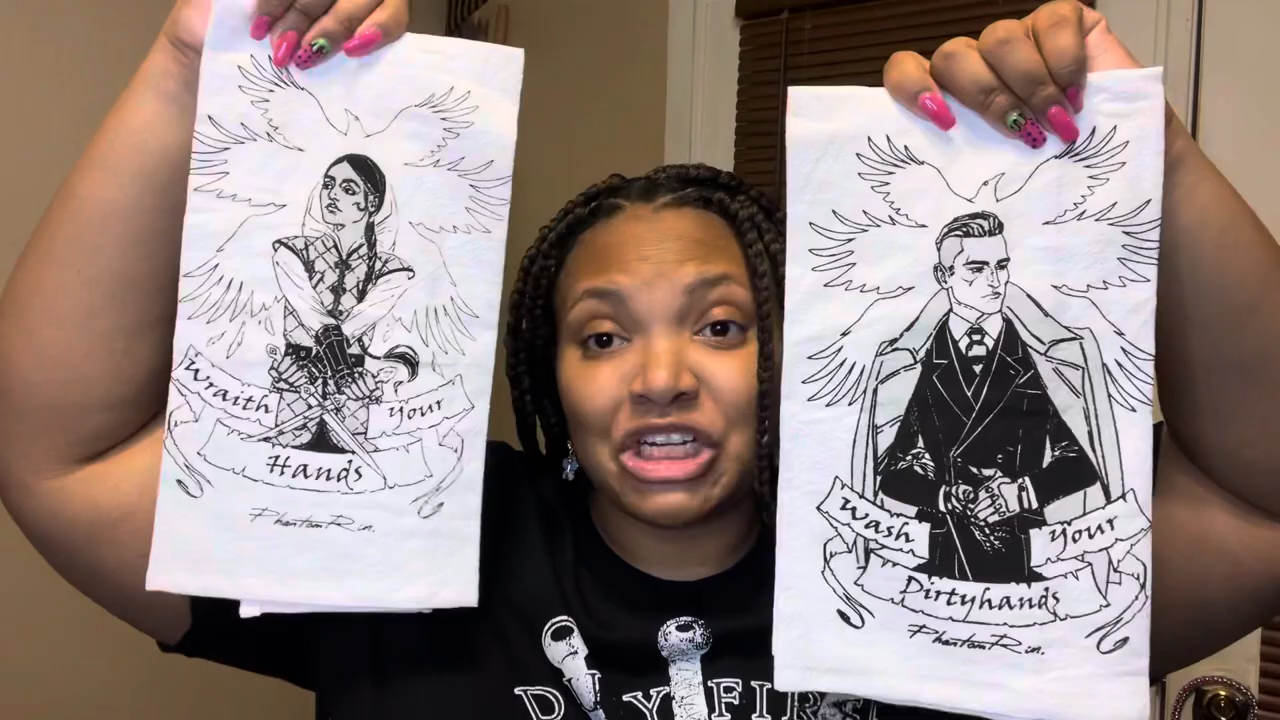 Wraith your
Hands
PhantomRin.
Wash your
Dirtyhands
PhantomRin.